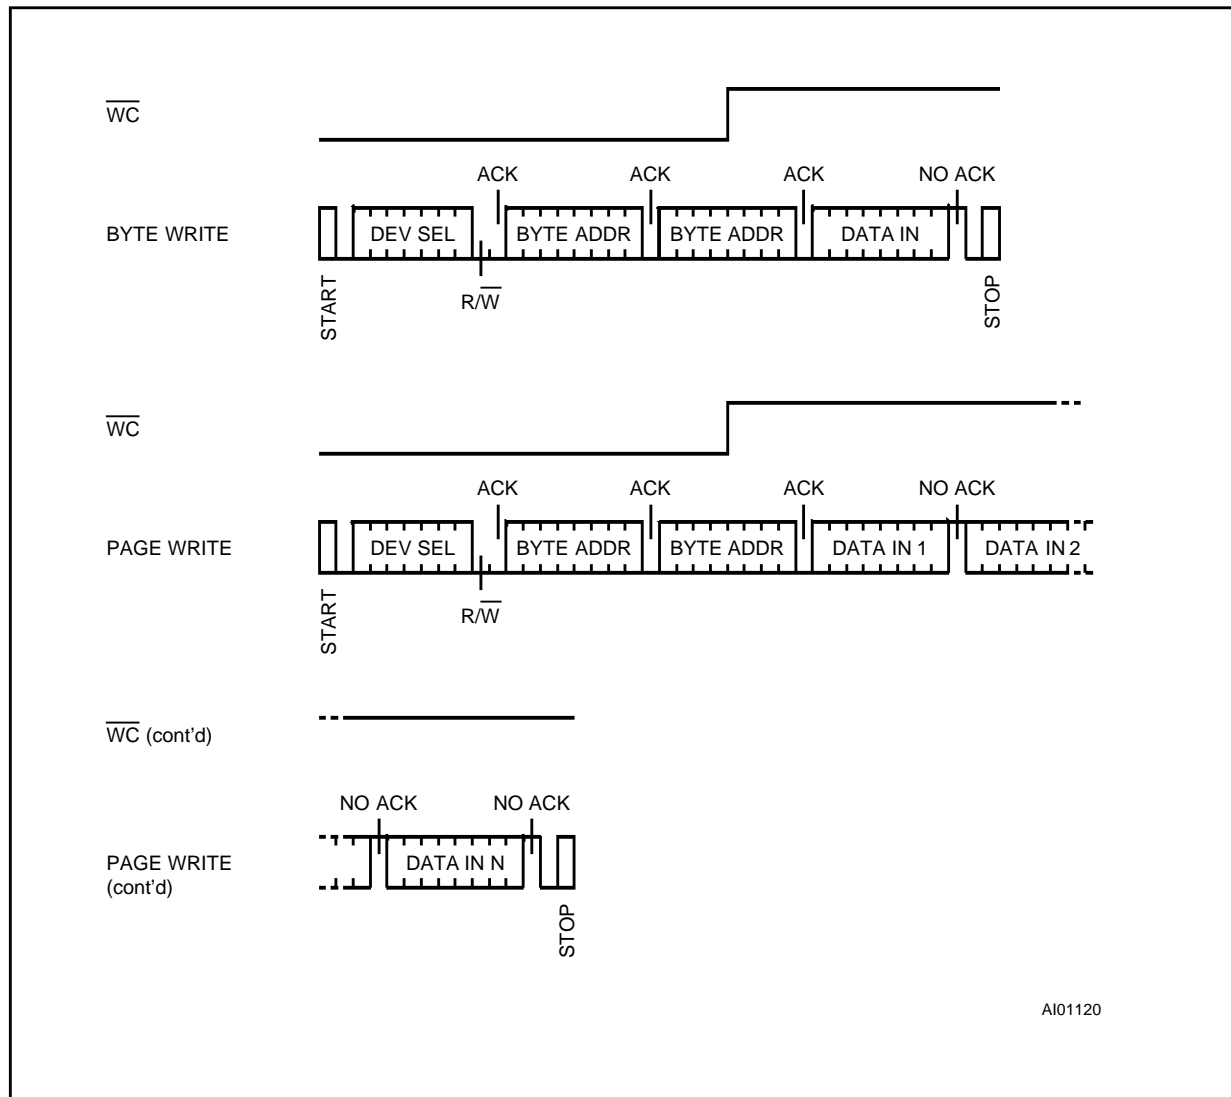 WC
ACK ACK ACK NO ACK
BYTE WRITE DEV SEL BYTE ADDR BYTE ADDR DATA IN
START R/W STOP
WC
ACK ACK ACK NO ACK
PAGE WRITE DEV SEL BYTE ADDR BYTE ADDR DATA IN 1 DATA IN 2
START R/W
WC (cont'd)
NO ACK NO ACK
PAGE WRITE DATA IN N
(cont'd)
STOP
AI01120